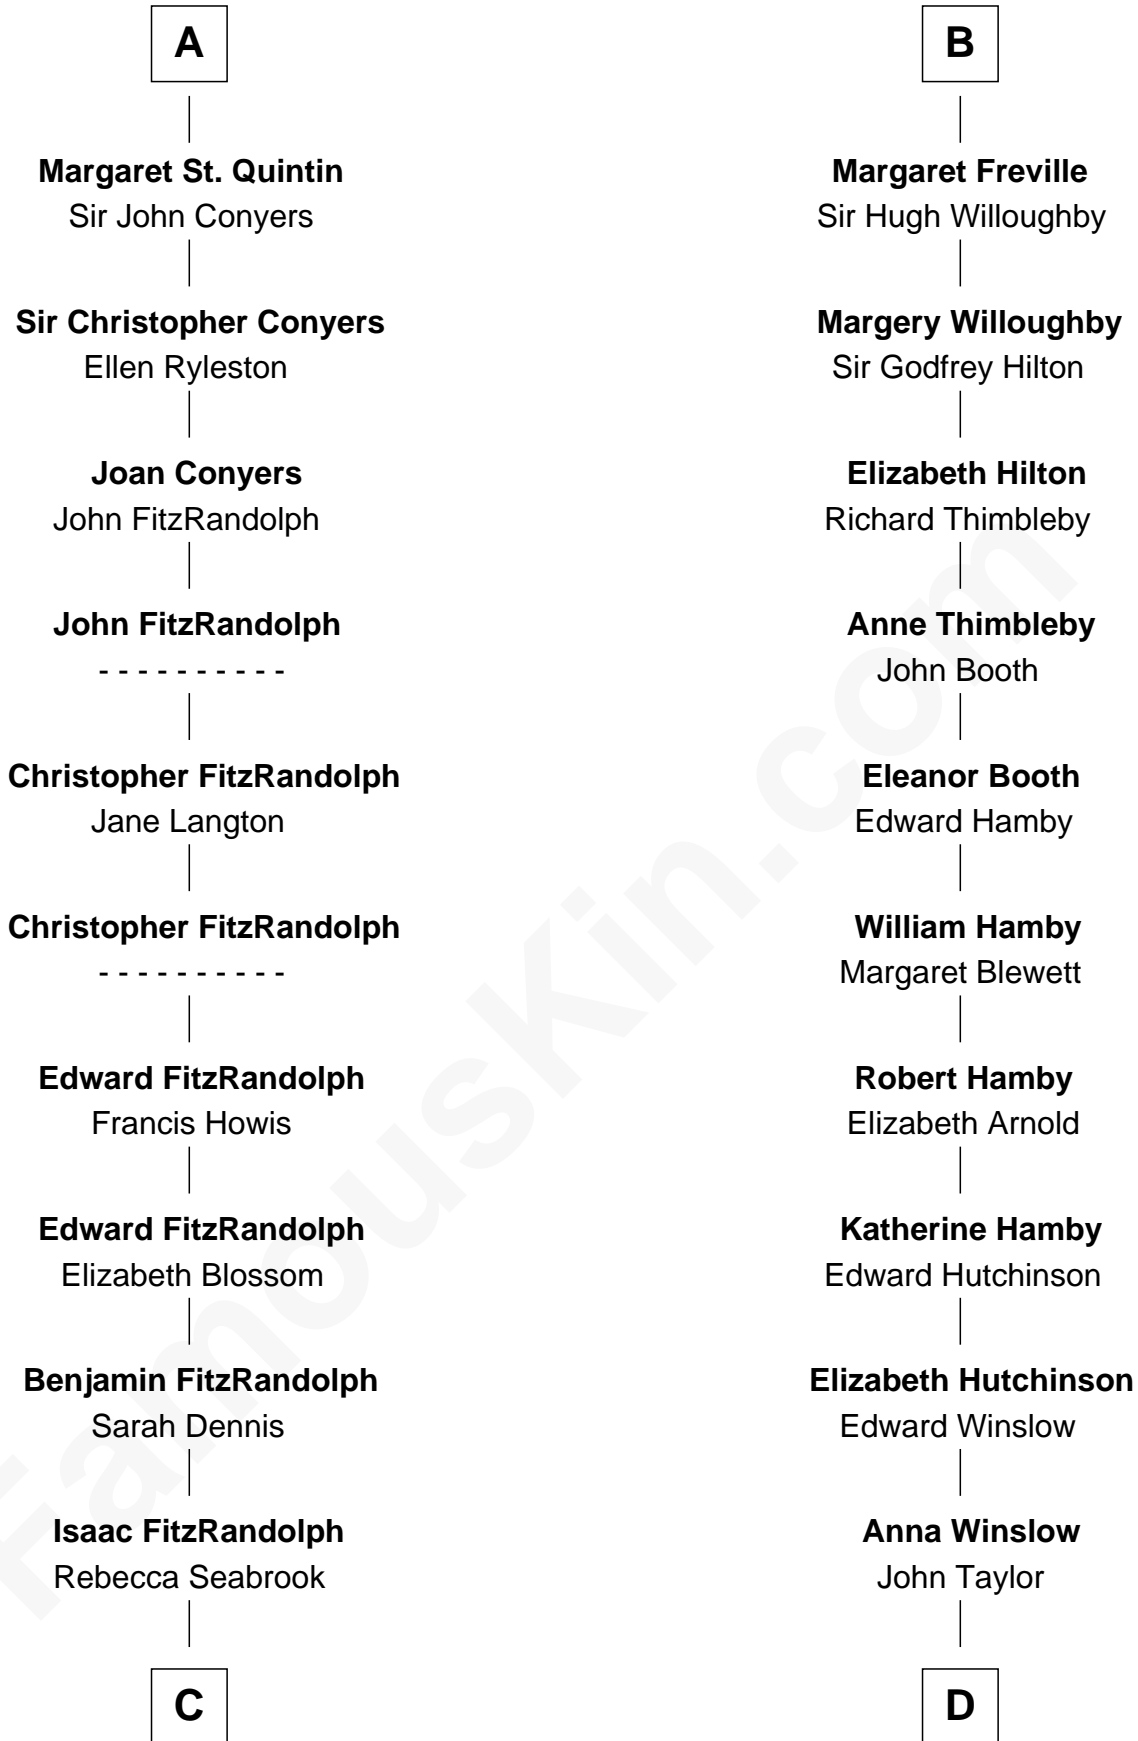 A
Margaret St. Quintin
Sir John Conyers
Sir Christopher Conyers
Ellen Ryleston
Joan Conyers
John FitzRandolph
John FitzRandolph
- - - - - - - - - -
Christopher FitzRandolph
Jane Langton
Christopher FitzRandolph
- - - - - - - - - -
Edward FitzRandolph
Francis Howis
Edward FitzRandolph
Elizabeth Blossom
Benjamin FitzRandolph
Sarah Dennis
Isaac FitzRandolph
Rebecca Seabrook
C
B
Margaret Freville
Sir Hugh Willoughby
Margery Willoughby
Sir Godfrey Hilton
Elizabeth Hilton
Richard Thimbleby
Anne Thimbleby
John Booth
Eleanor Booth
Edward Hamby
William Hamby
Margaret Blewett
Robert Hamby
Elizabeth Arnold
Katherine Hamby
Edward Hutchinson
Elizabeth Hutchinson
Edward Winslow
Anna Winslow
John Taylor
D
FamousKin.com